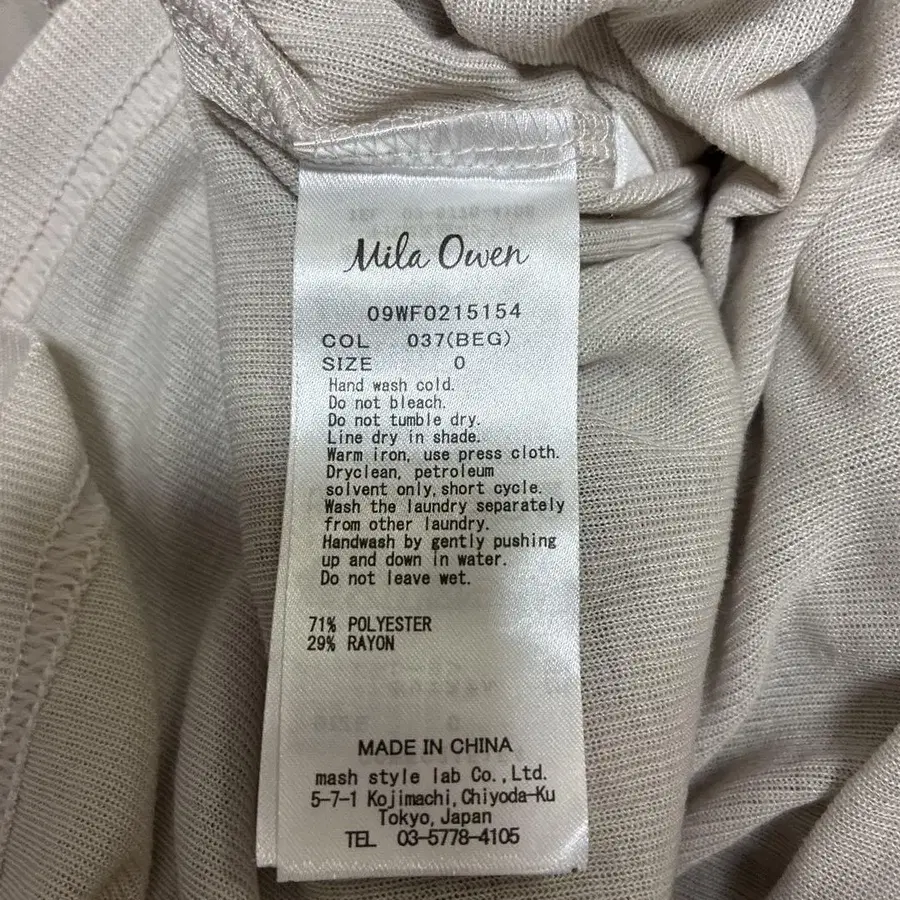 Mila Owen
09WF0215154
COL 037(BEG)
SIZE 0
Hand wash cold.
Do not bleach.
Do not tumble dry.
Line dry in shade.
Warm iron, use press cloth.
Dryclean, petroleum
solvent only, short cycle.
Wash the laundry separately
from other laundry.
Handwash by gently pushing
up and down in water.
Do not leave wet.
71% POLYESTER
29% RAYON
MADE IN CHINA
mash style lab Co., Ltd.
5-7-1 Kojimachi, Chiyoda-Ku
Tokyo, Japan
TEL 03-5778-4105